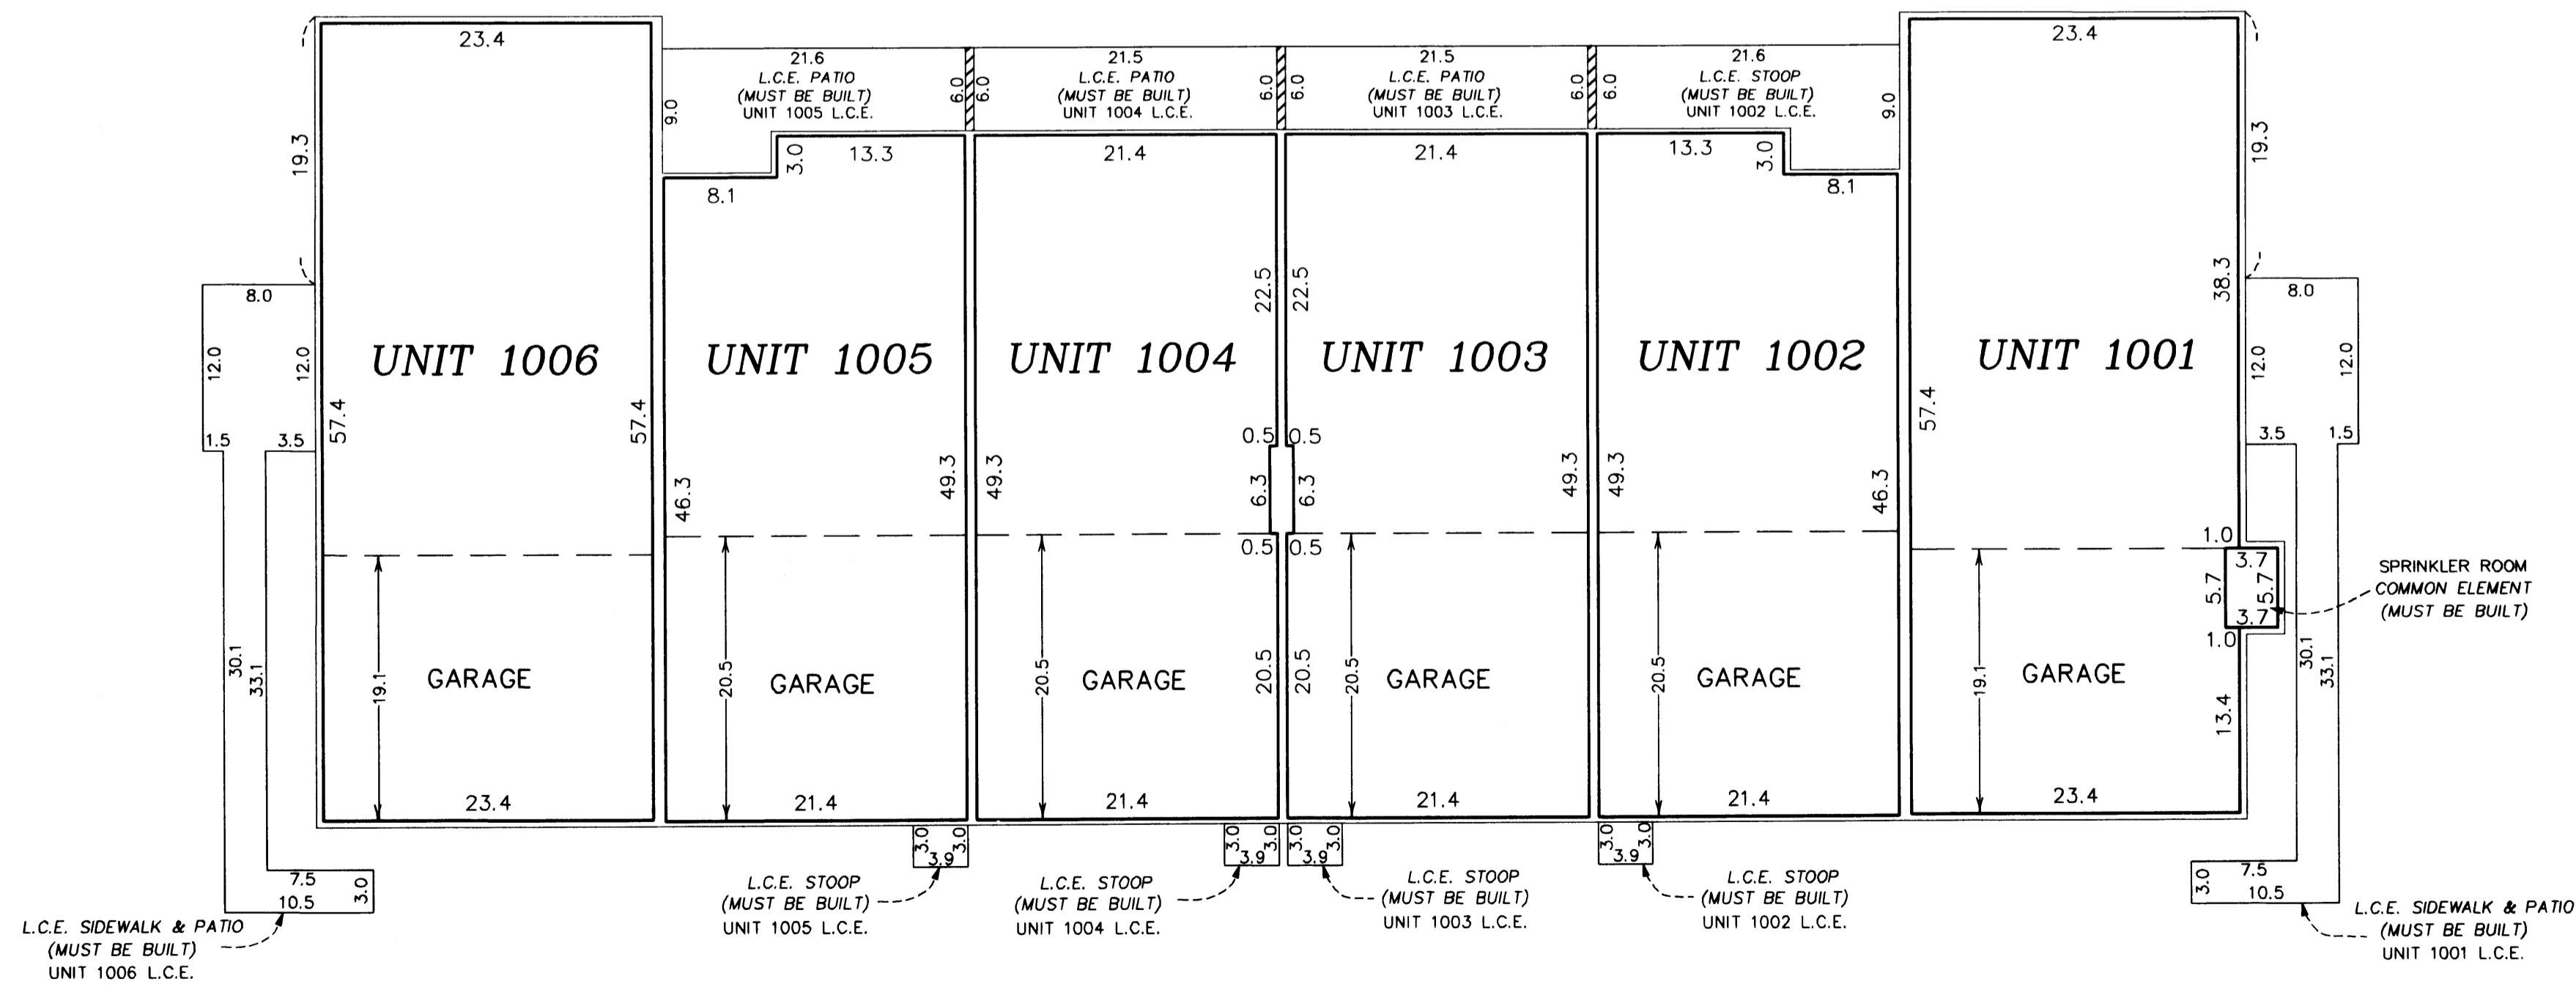 23.4
23.4
21.6
L.C.E. PATIO
(MUST BE BUILT)
UNIT 1005 L.C.E.
21.5
L.C.E. PATIO
(MUST BE BUILT)
UNIT 1004 L.C.E.
21.5
L.C.E. PATIO
(MUST BE BUILT)
UNIT 1003 L.C.E.
21.6
L.C.E. STOOP
(MUST BE BUILT)
UNIT 1002 L.C.E.
9.0
6.0
6.0
6.0
6.0
6.0
6.0
9.0
19.3
3.0
13.3
21.4
21.4
13.3
3.0
19.3
8.1
8.1
8.0
22.5
22.5
38.3
8.0
12.0
12.0
UNIT 1006
UNIT 1005
UNIT 1004
UNIT 1003
UNIT 1002
UNIT 1001
12.0
12.0
1.5
3.5
57.4
57.4
0.5
0.5
57.4
3.5
1.5
46.3
49.3
49.3
6.3
6.3
49.3
49.3
46.3
0.5
0.5
1.0
3.7
5.7
5.7
3.7
1.0
SPRINKLER ROOM
COMMON ELEMENT
(MUST BE BUILT)
30.1
33.1
19.1
GARAGE
20.5
GARAGE
20.5
GARAGE
20.5
20.5
20.5
GARAGE
20.5
GARAGE
19.1
GARAGE
13.4
30.1
33.1
23.4
21.4
21.4
21.4
21.4
23.4
3.0
3.0
3.9
3.0
3.0
3.9
3.0
3.0
3.9
3.0
3.0
3.9
7.5
3.0
10.5
3.0
7.5
10.5
L.C.E. SIDEWALK & PATIO
(MUST BE BUILT)
UNIT 1006 L.C.E.
L.C.E. STOOP
(MUST BE BUILT)
UNIT 1005 L.C.E.
L.C.E. STOOP
(MUST BE BUILT)
UNIT 1004 L.C.E.
L.C.E. STOOP
(MUST BE BUILT)
UNIT 1003 L.C.E.
L.C.E. STOOP
(MUST BE BUILT)
UNIT 1002 L.C.E.
L.C.E. SIDEWALK & PATIO
(MUST BE BUILT)
UNIT 1001 L.C.E.